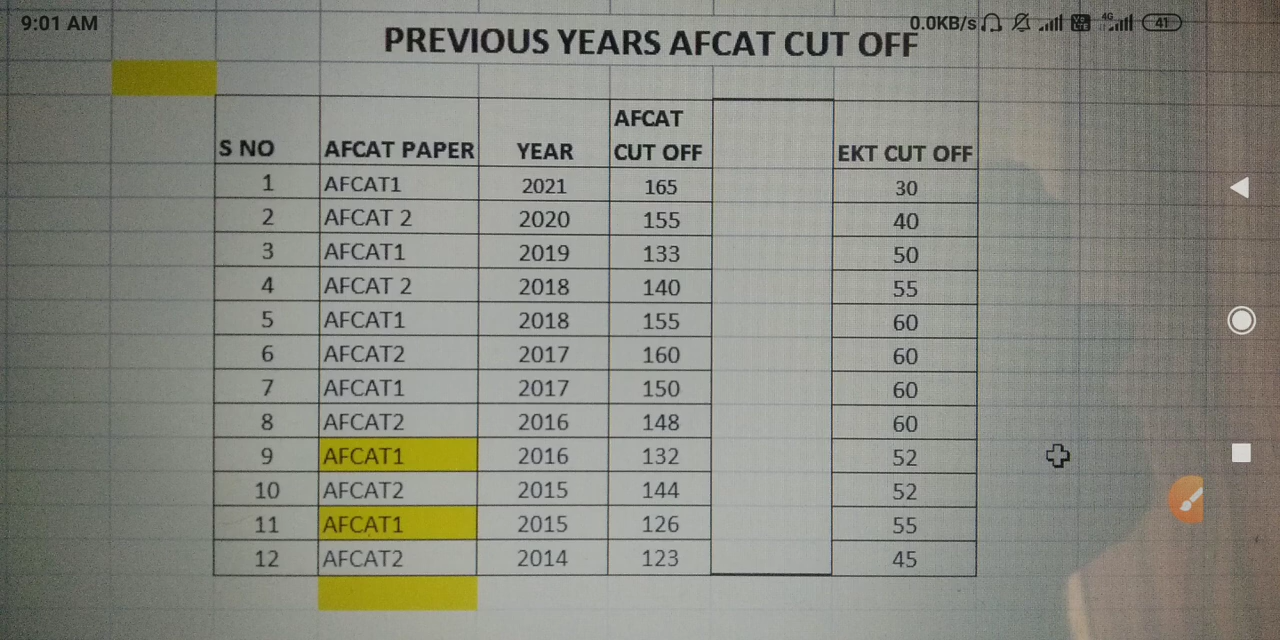 9:01 AM
0.0KB/s 4G 41
PREVIOUS YEARS AFCAT CUT OFF
S NO AFCAT PAPER YEAR AFCAT CUT OFF EKT CUT OFF
1 AFCAT1 2021 165 30
2 AFCAT 2 2020 155 40
3 AFCAT1 2019 133 50
4 AFCAT 2 2018 140 55
5 AFCAT1 2018 155 60
6 AFCAT2 2017 160 60
7 AFCAT1 2017 150 60
8 AFCAT2 2016 148 60
9 AFCAT1 2016 132 52
10 AFCAT2 2015 144 52
11 AFCAT1 2015 126 55
12 AFCAT2 2014 123 45